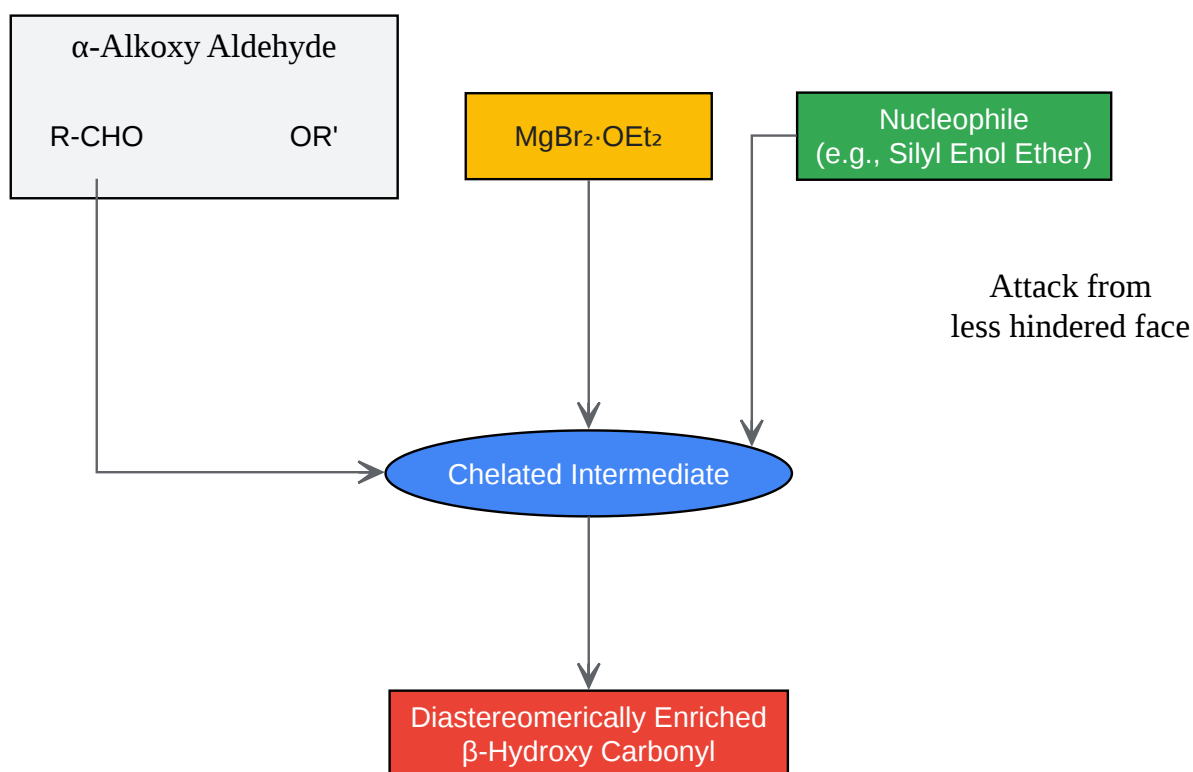 α-Alkoxy Aldehyde
R-CHO
OR'
MgBr₂·OEt₂
Nucleophile
(e.g., Silyl Enol Ether)
Attack from
less hindered face
Chelated Intermediate
Diastereomerically Enriched
β-Hydroxy Carbonyl